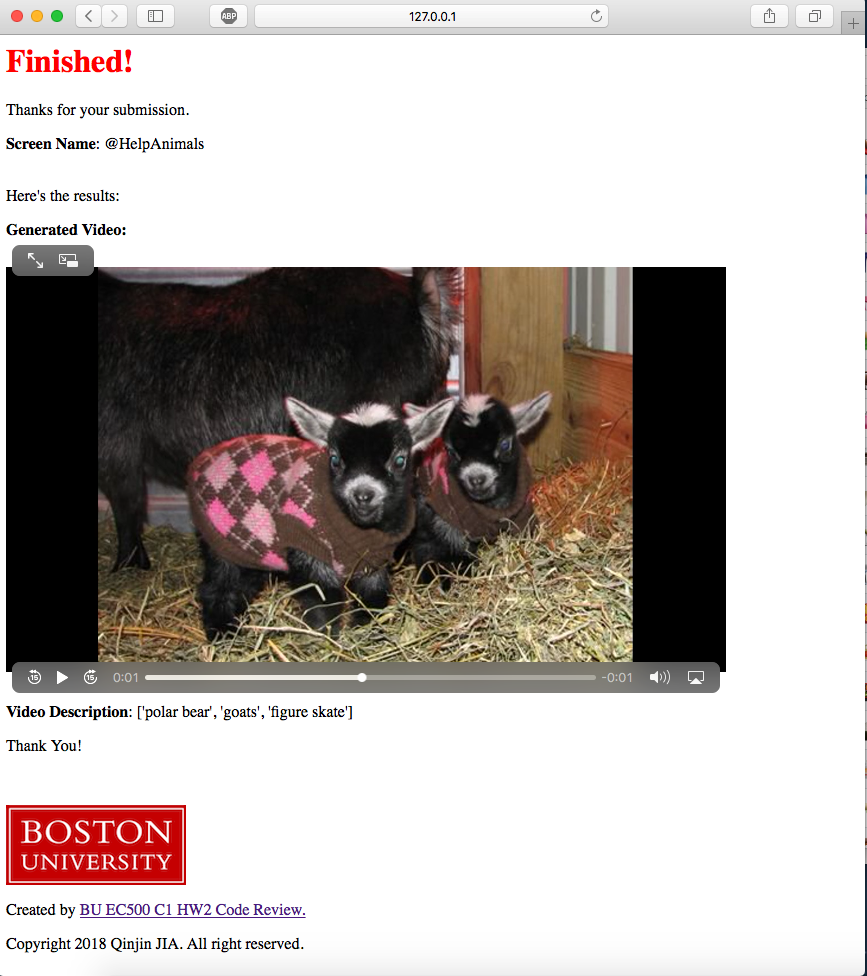 ABP
127.0.0.1
Finished!
Thanks for your submission.
Screen Name: @HelpAnimals
Here's the results:
Generated Video:
15 15 0:01 -0:01
Video Description: ['polar bear', 'goats', 'figure skate']
Thank You!
BOSTON
UNIVERSITY
Created by BU EC500 C1 HW2 Code Review.
Copyright 2018 Qinjin JIA. All right reserved.